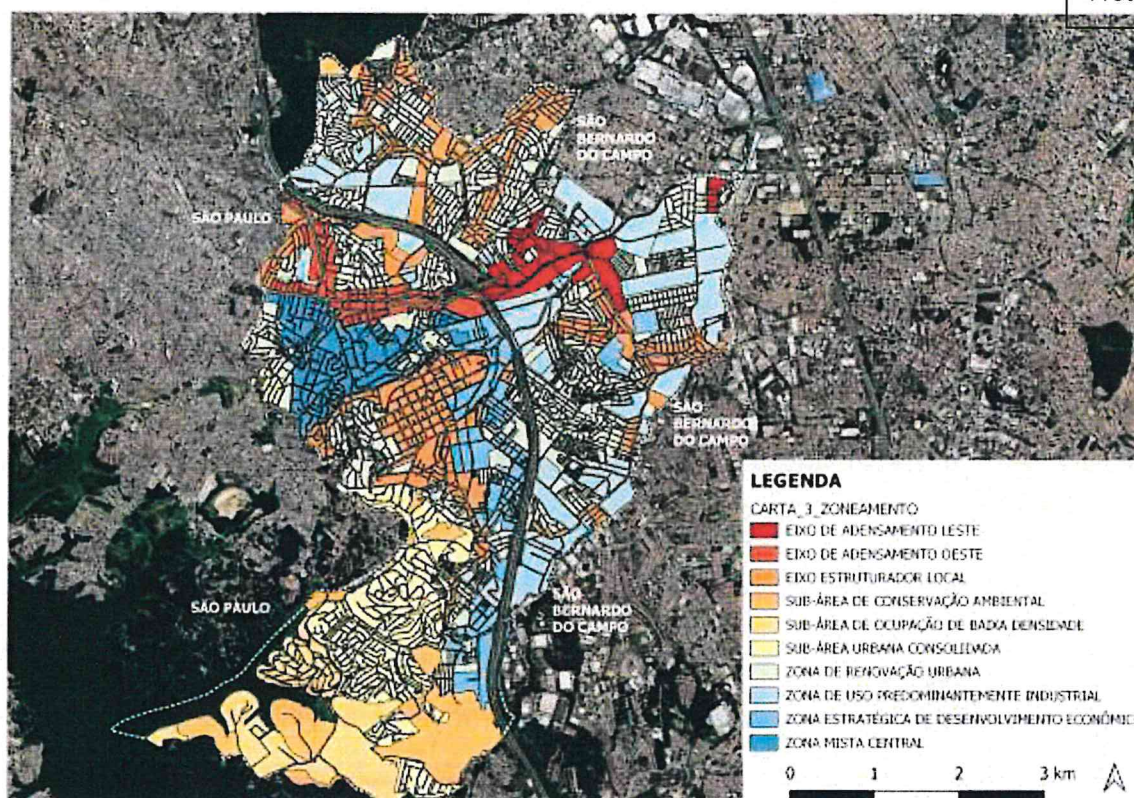 SÃO
BERNARDO
DO CAMPO
SÃO PAULO
SÃO
BERNARDO
DO CAMPO
SÃO PAULO
SÃO
BERNARDO
DO CAMPO
LEGENDA
CARTA_3_ZONEAMENTO
EIXO DE ADENSAMENTO LESTE
EIXO DE ADENSAMENTO OESTE
EIXO ESTRUTURADOR LOCAL
SUB-ÁREA DE CONSERVAÇÃO AMBIENTAL
SUB-ÁREA DE OCUPAÇÃO DE BAIXA DENSIDADE
SUB-ÁREA URBANA CONSOLIDADA
ZONA DE RENOVAÇÃO URBANA
ZONA DE USO PREDOMINANTEMENTE INDUSTRIAL
ZONA ESTRATÉGICA DE DESENVOLVIMENTO ECONÔMIC
ZONA MISTA CENTRAL
0 1 2 3 km